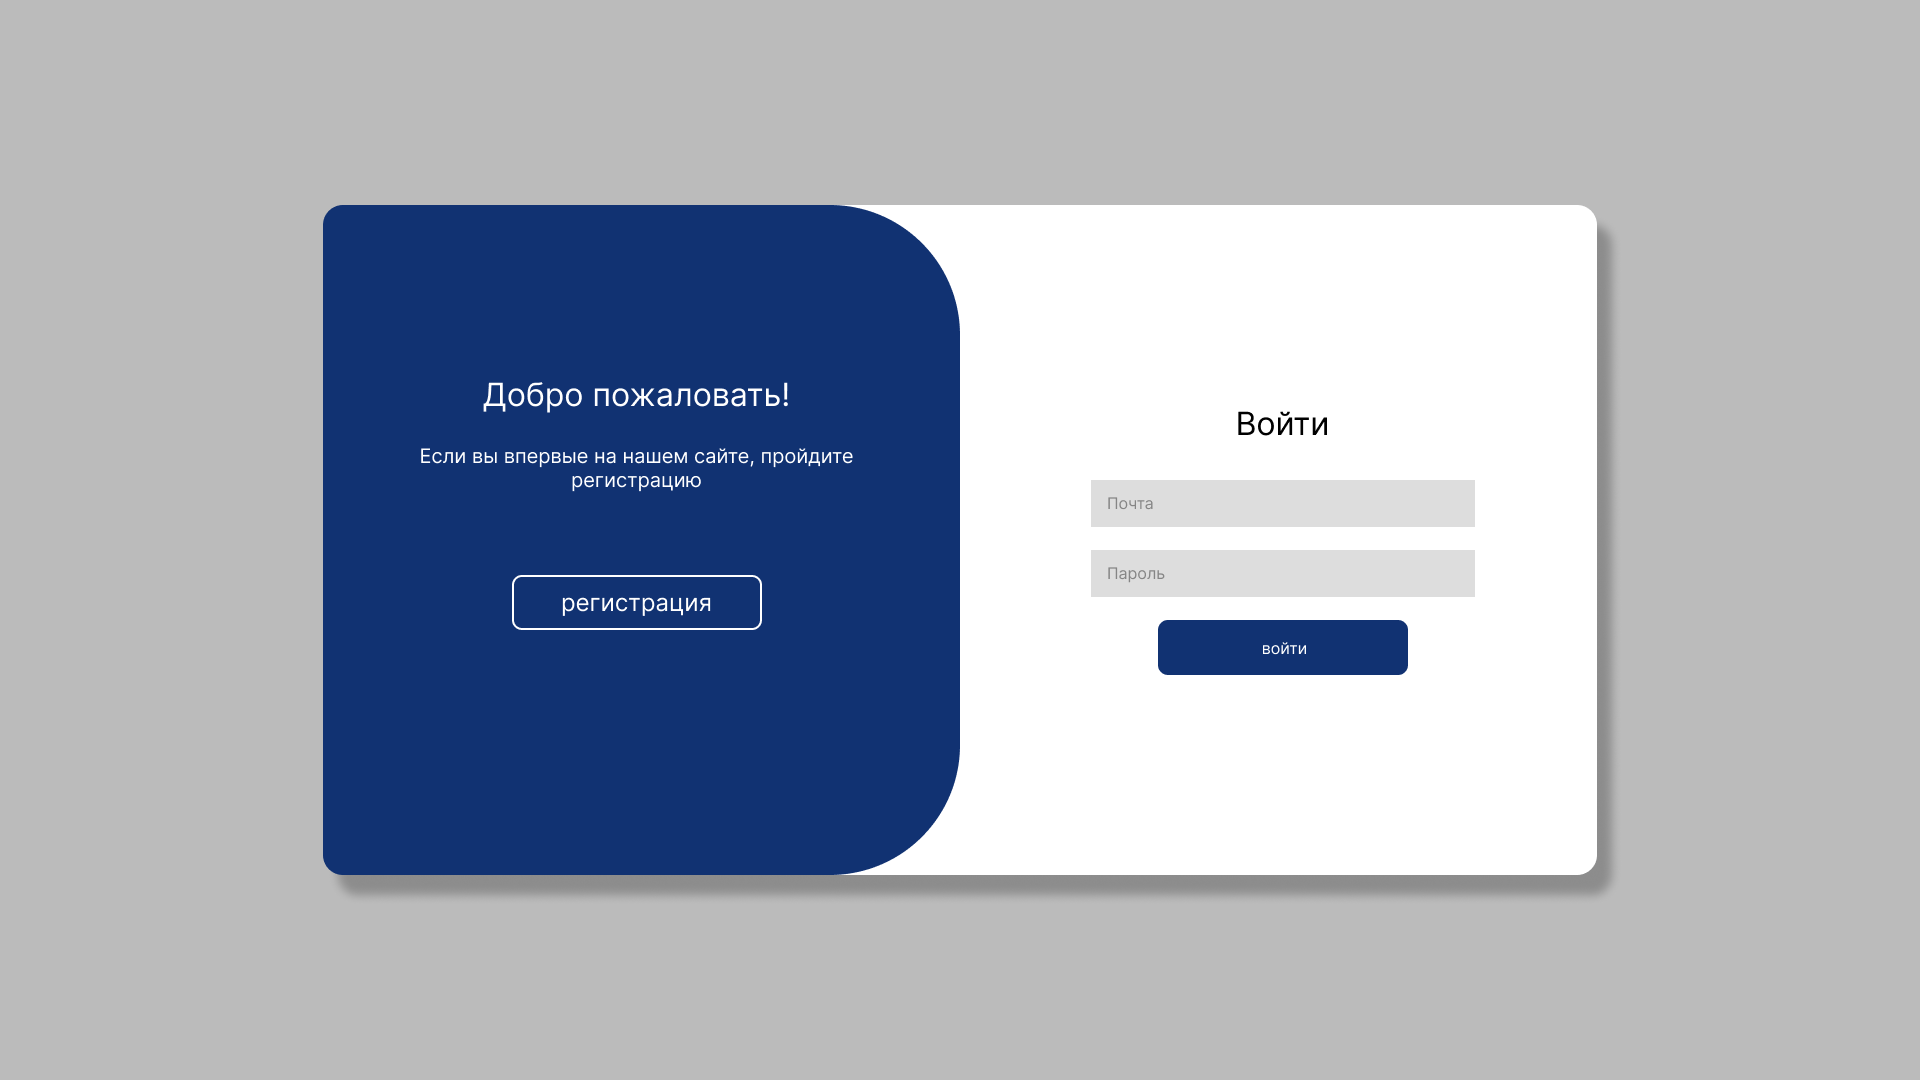 Добро пожаловать!
Если вы впервые на нашем сайте, пройдите
регистрацию
регистрация
Войти
Почта
Пароль
войти